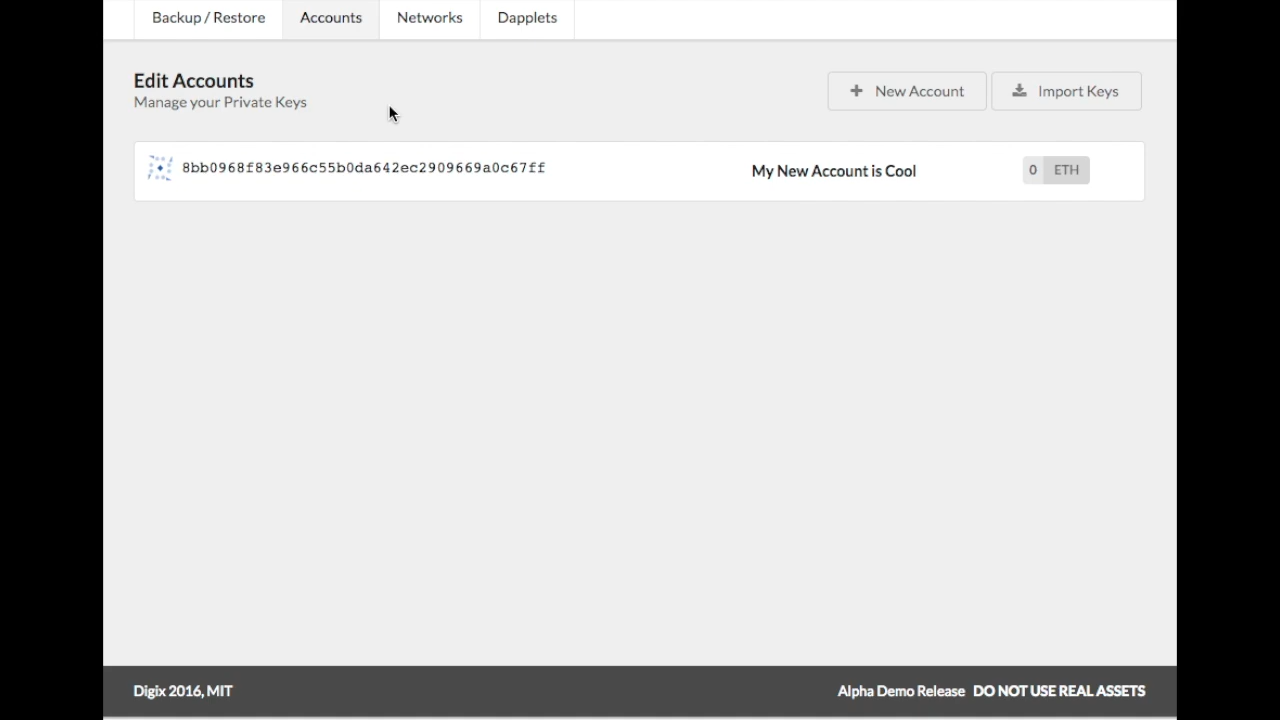 Backup / Restore Accounts Networks Dapplets
Edit Accounts
Manage your Private Keys
New Account Import Keys
8bb0968f83e966c55b0da642ec2909669a0c67ff My New Account is Cool 0 ETH
Digix 2016, MIT Alpha Demo Release DO NOT USE REAL ASSETS